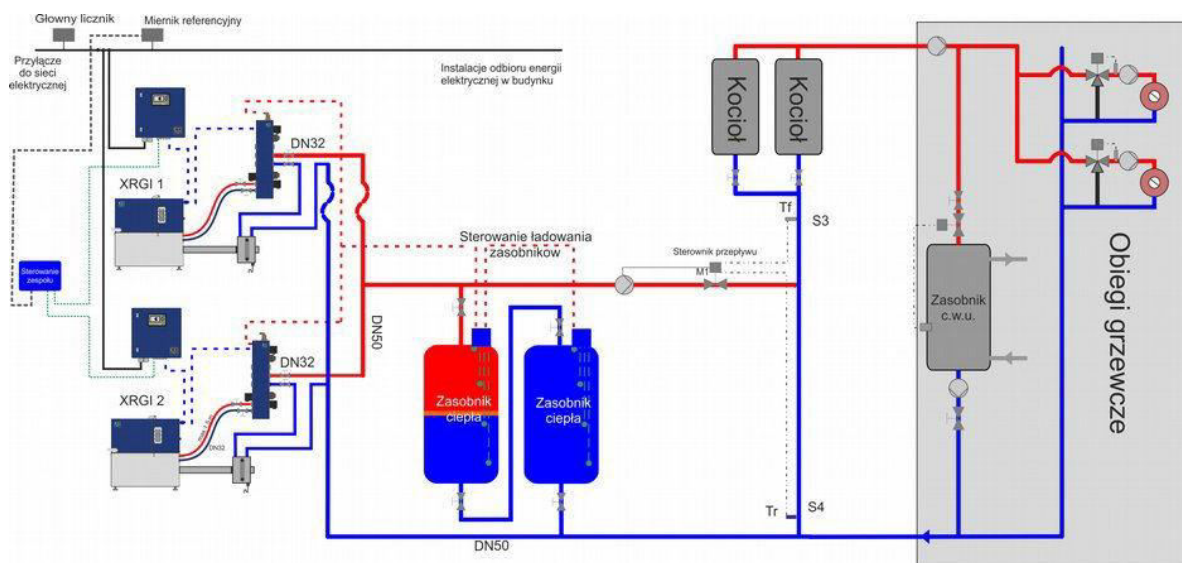 Głowny licznik
Miernik referencyjny
Przyłącze
do sieci
elektrycznej
Instalacje odbioru energii
elektrycznej w budynku
DN32
XRGI 1
Sterowanie
zespołu
Sterowanie ładowania
zasobników
DN50
DN32
XRGI 2
DN32
Zasobnik
ciepła
Zasobnik
ciepła
DN50
Kocioł
Kocioł
Tf
S3
Sterownik przepływu
M1
Tr
S4
Zasobnik
c.w.u.
Obiegi grzewcze